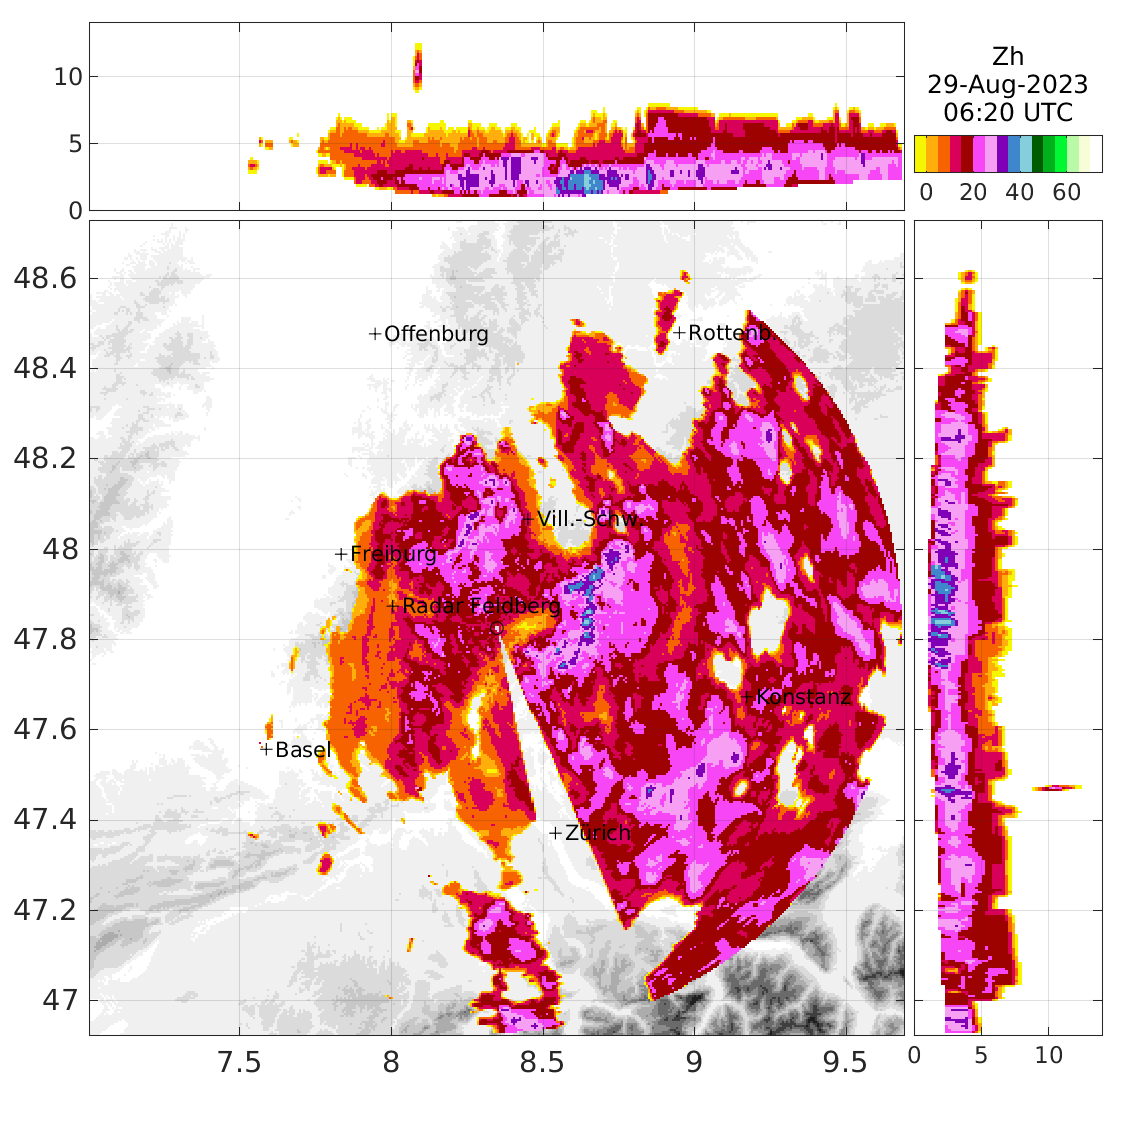 10
5
0
Zh
29-Aug-2023
06:20 UTC
0 20 40 60
48.6
48.4
48.2
48
47.8
47.6
47.4
47.2
47
+Offenburg
+Rottenb.
+Vill.-Schw.
+Freiburg
+Radar Feldberg
+Konstanz
+Basel
+Zürich
7.5 8 8.5 9 9.5
0 5 10